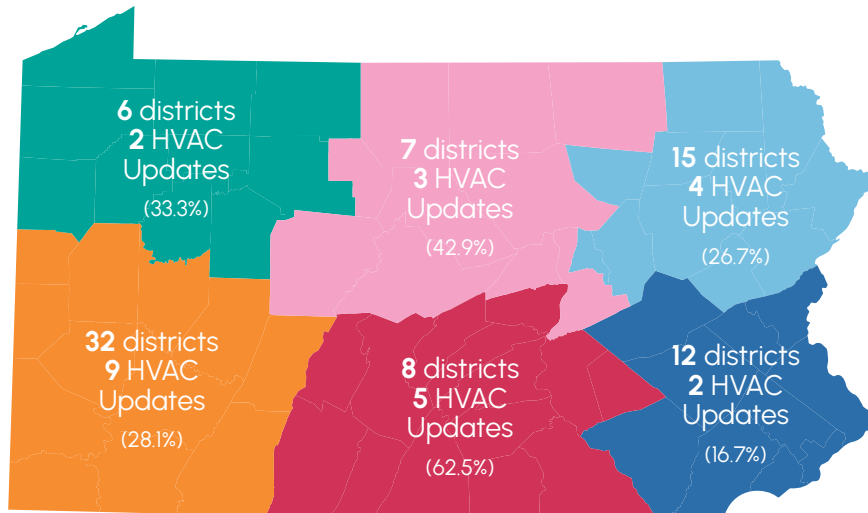 6 districts
2 HVAC
Updates
(33.3%)
7 districts
3 HVAC
Updates
(42.9%)
15 districts
4 HVAC
Updates
(26.7%)
32 districts
9 HVAC
Updates
(28.1%)
8 districts
5 HVAC
Updates
(62.5%)
12 districts
2 HVAC
Updates
(16.7%)